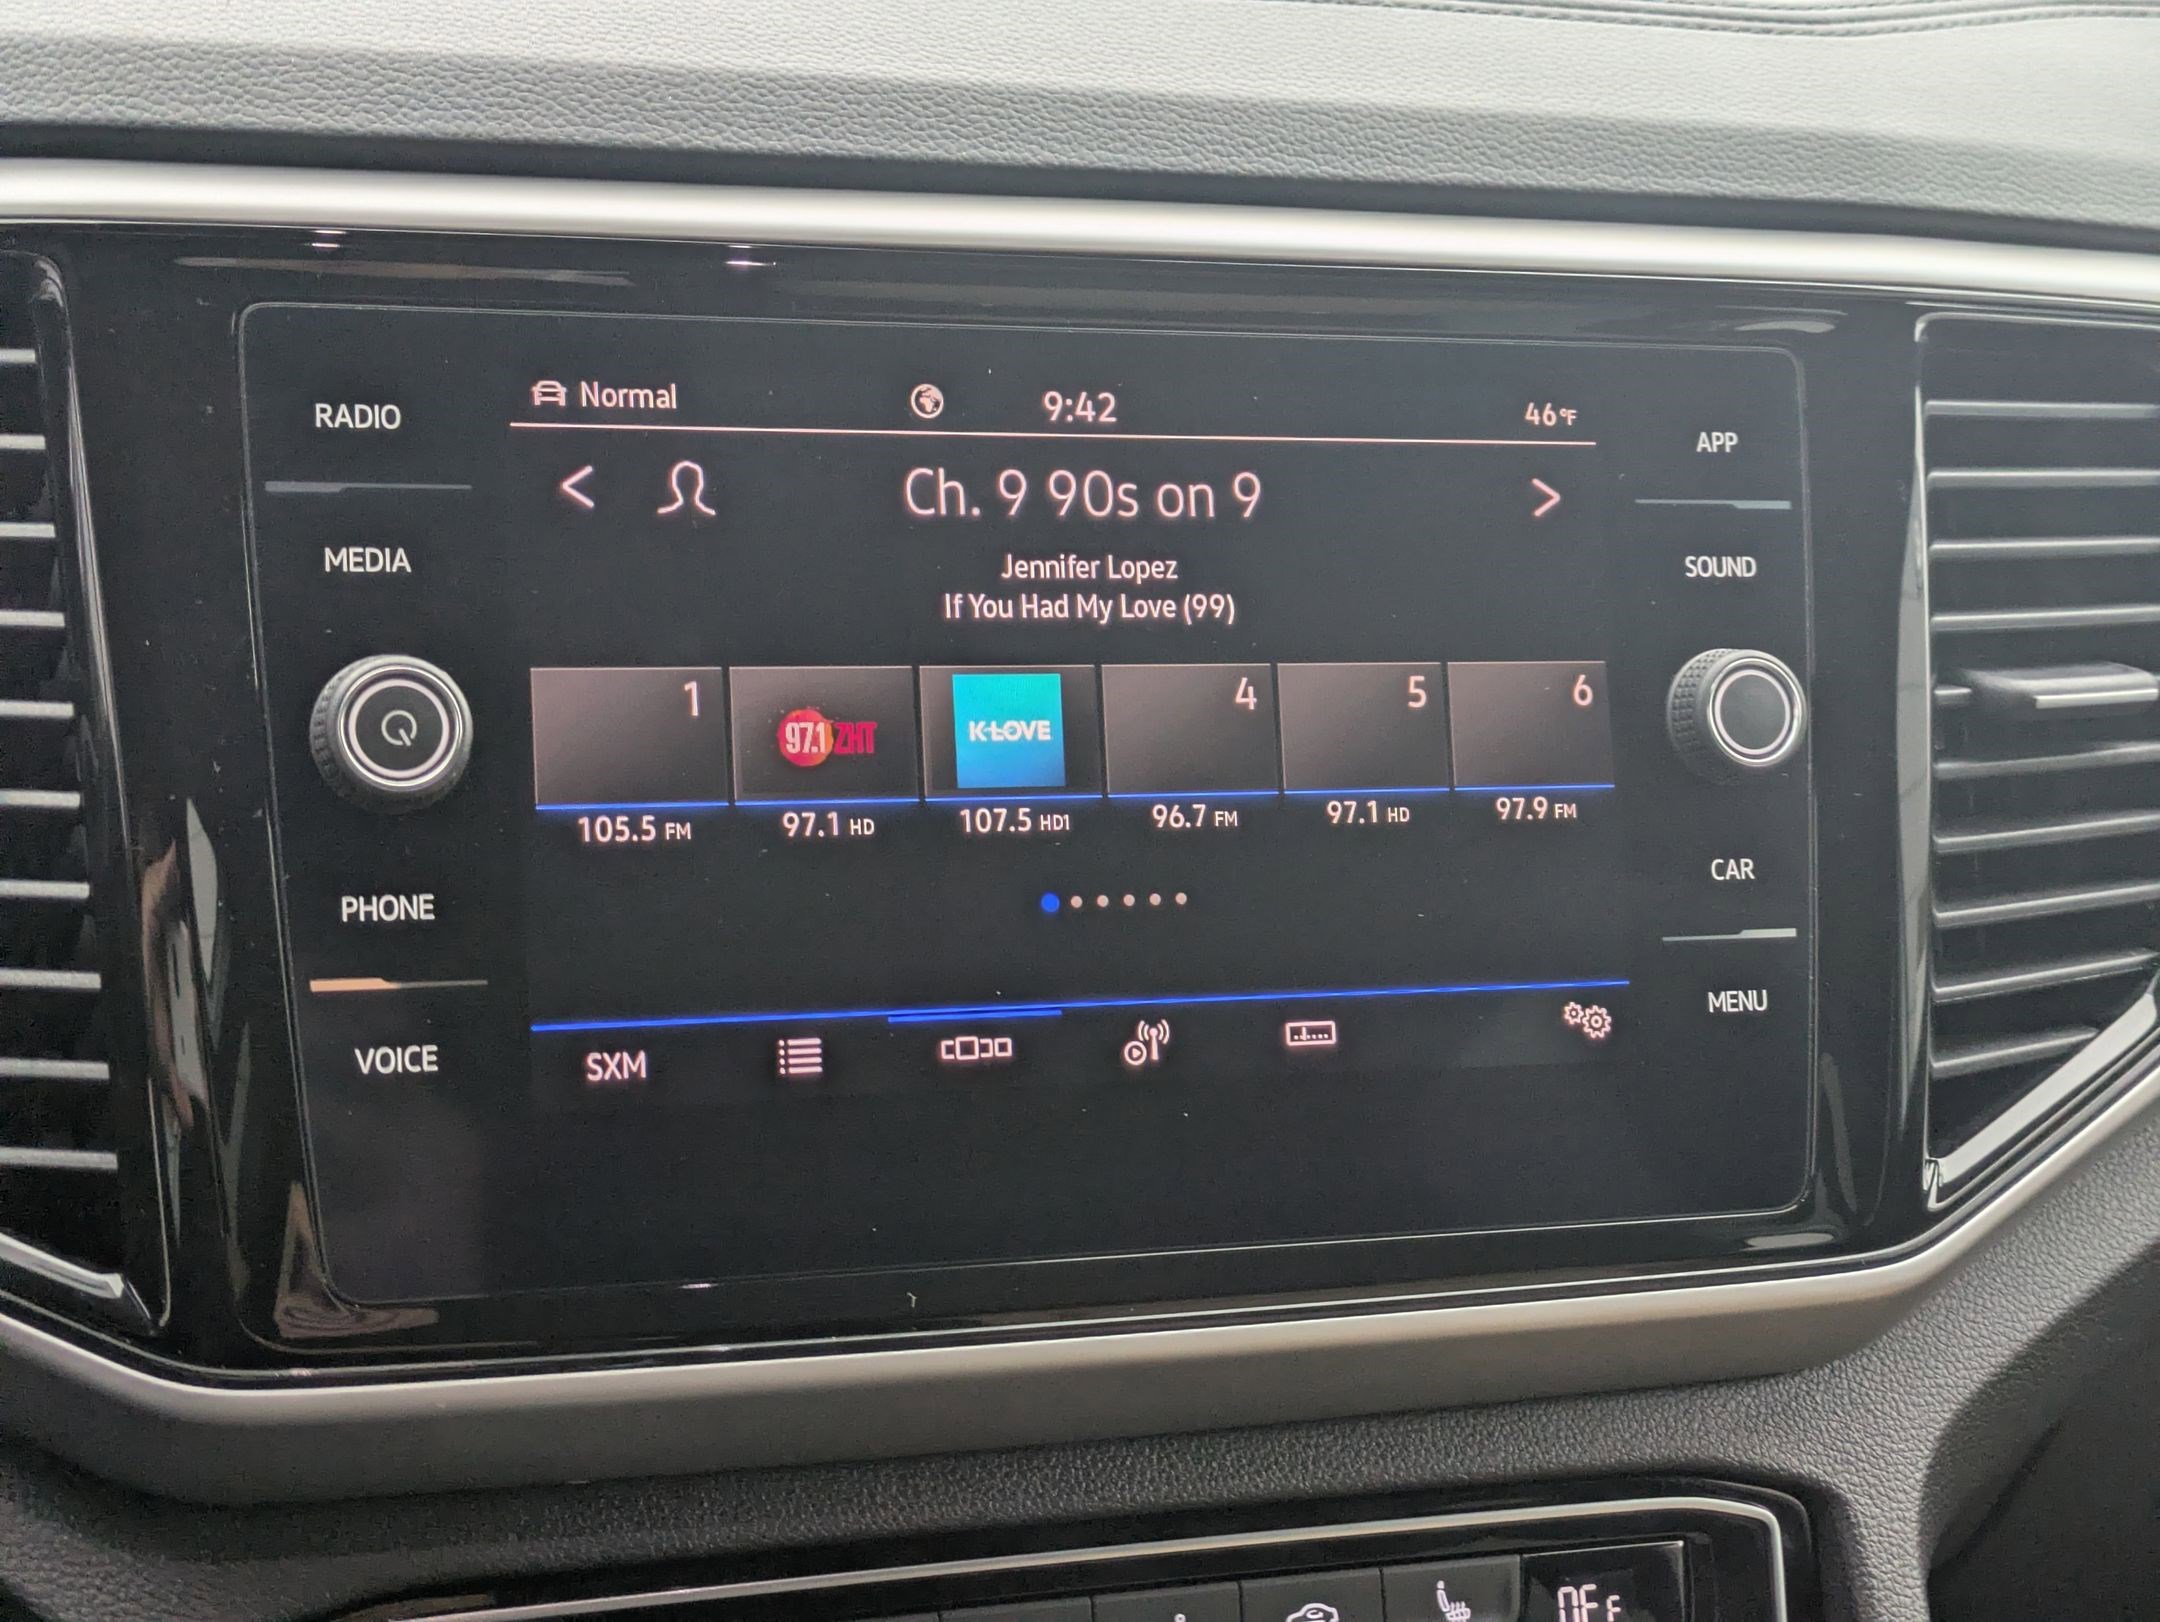 RADIO
MEDIA
PHONE
VOICE
Normal
9:42
46°F
Ch. 9 90s on 9
Jennifer Lopez
If You Had My Love (99)
1
97.1 ZHT
K-LOVE
4
5
6
105.5 FM
97.1 HD
107.5 HD1
96.7 FM
97.1 HD
97.9 FM
SXM
APP
SOUND
CAR
MENU
OFF